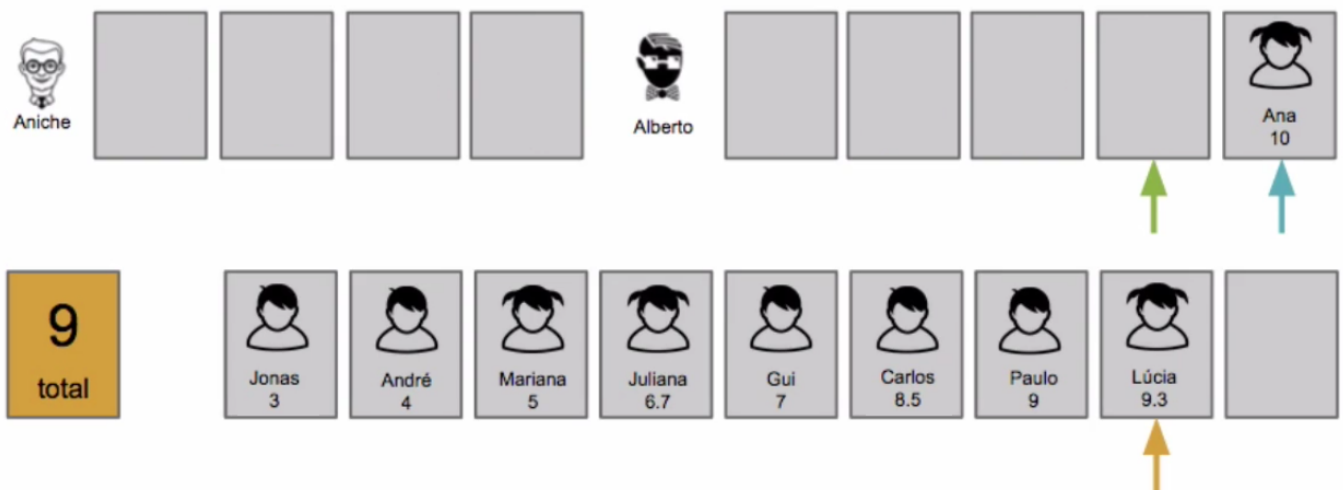 Aniche
Alberto
Ana
10
9
total
Jonas
3
André
4
Mariana
5
Juliana
6.7
Gui
7
Carlos
8.5
Paulo
9
Lúcia
9.3